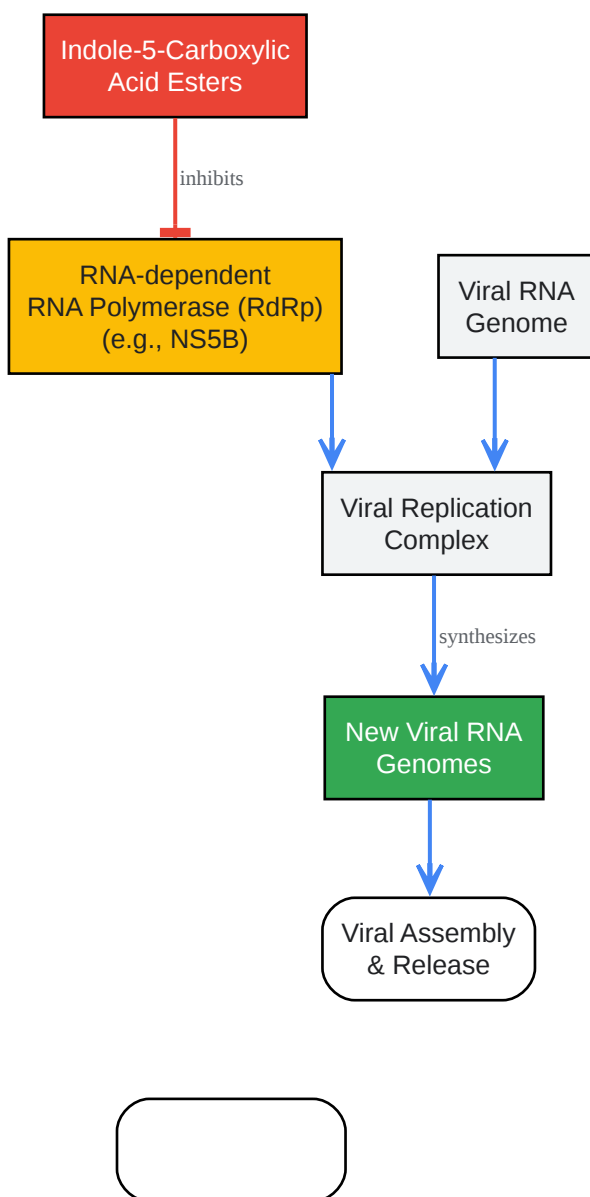 Indole-5-Carboxylic
Acid Esters
inhibits
RNA-dependent
RNA Polymerase (RdRp)
(e.g., NS5B)
Viral RNA
Genome
Viral Replication
Complex
synthesizes
New Viral RNA
Genomes
Viral Assembly
& Release